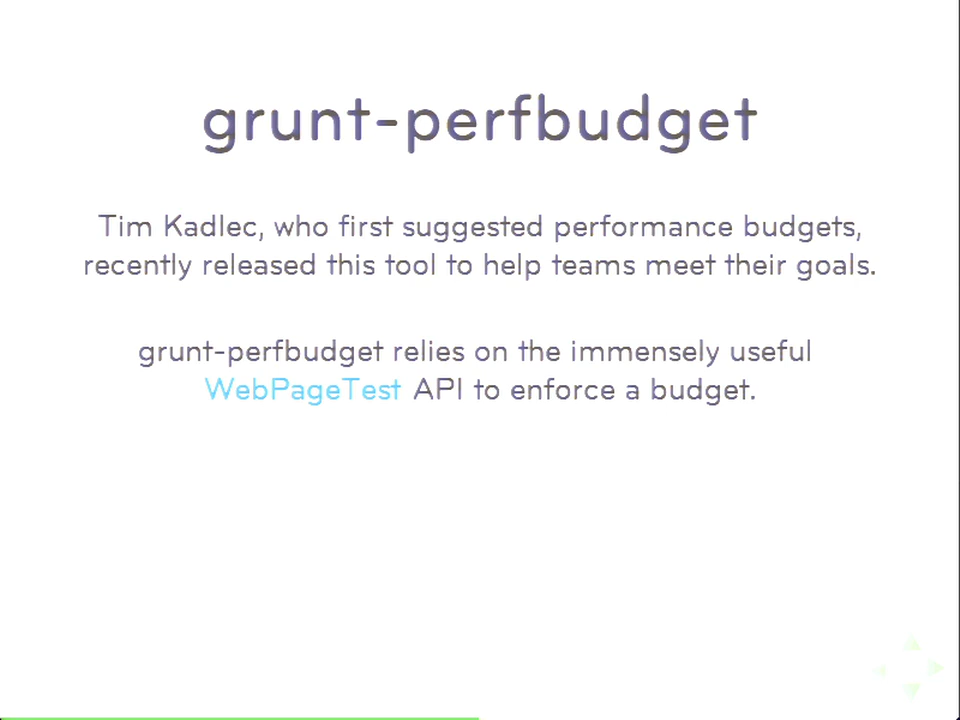 grunt-perfbudget
Tim Kadlec, who first suggested performance budgets,
recently released this tool to help teams meet their goals.
grunt-perfbudget relies on the immensely useful
WebPageTest API to enforce a budget.